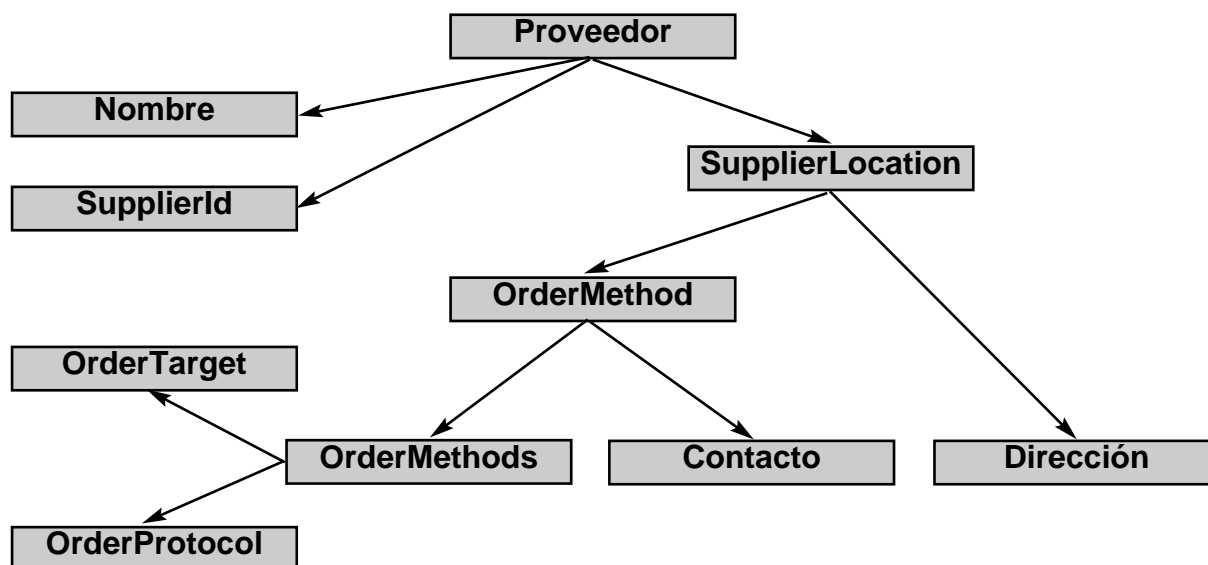 Proveedor
Nombre
SupplierLocation
SupplierId
OrderMethod
OrderTarget
OrderMethods
Contacto
Dirección
OrderProtocol